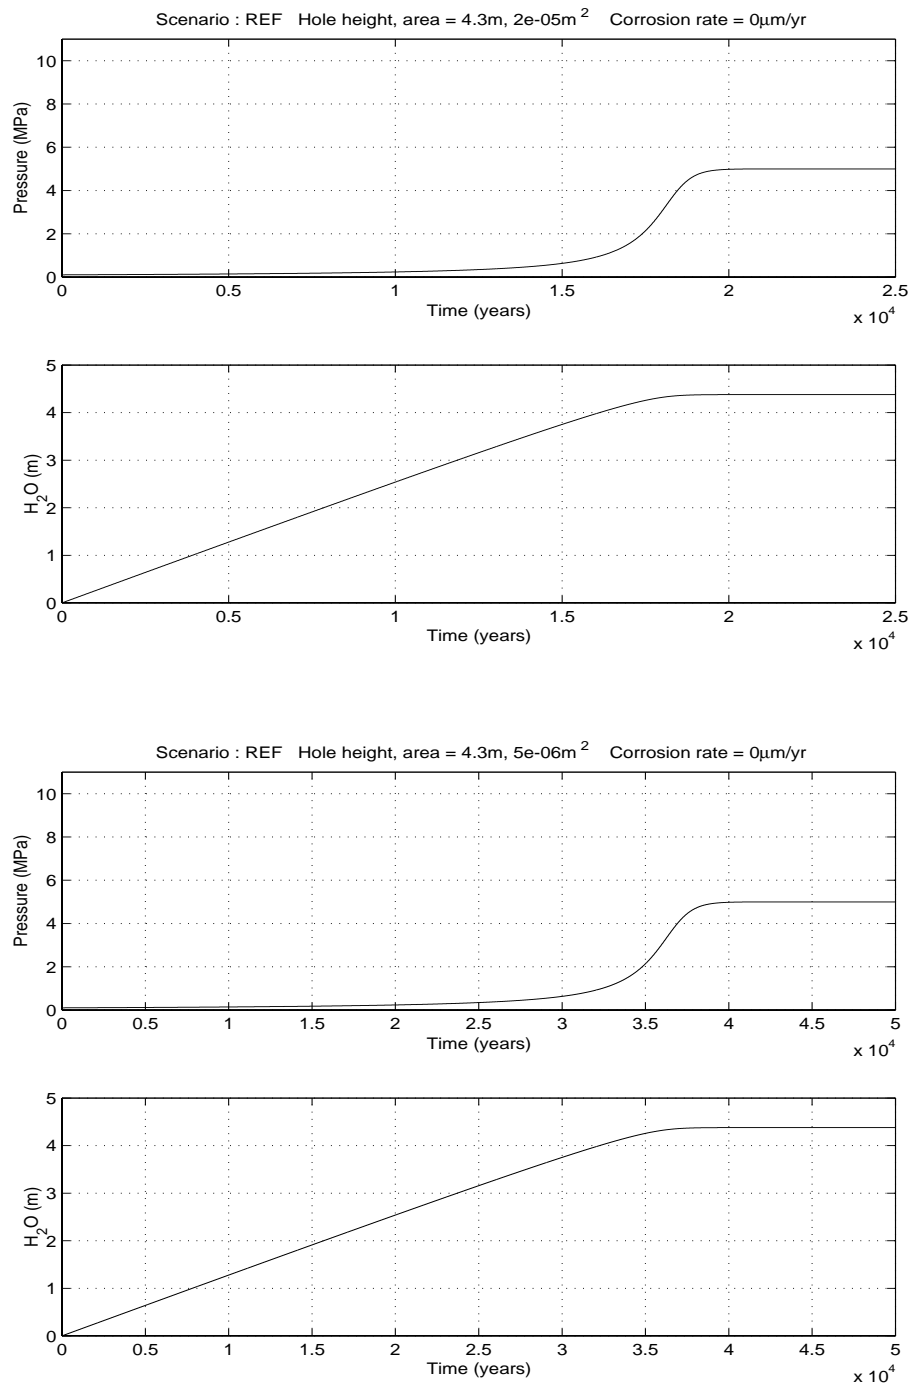 Scenario : REF Hole height, area = 4.3m, 2e-05m² Corrosion rate = 0μm/yr
10
8
6
4
2
0
Pressure (MPa)
0 0.5 1 1.5 2 2.5
Time (years)
x 10⁴
5
4
3
2
1
0
H₂O (m)
0 0.5 1 1.5 2 2.5
Time (years)
x 10⁴
Scenario : REF Hole height, area = 4.3m, 5e-06m² Corrosion rate = 0μm/yr
10
8
6
4
2
0
Pressure (MPa)
0 0.5 1 1.5 2 2.5 3 3.5 4 4.5 5
Time (years)
x 10⁴
5
4
3
2
1
0
H₂O (m)
0 0.5 1 1.5 2 2.5 3 3.5 4 4.5 5
Time (years)
x 10⁴